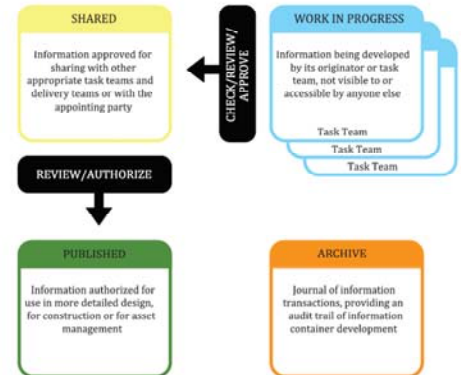 SHARED
Information approved for
sharing with other
appropriate task teams and
delivery teams or with the
appointing party
CHECK/REVIEW/
APPROVE
WORK IN PROGRESS
Information being developed
by its originator or task
team, not visible to or
accessible by anyone else
Task Team
Task Team
Task Team
REVIEW/AUTHORIZE
PUBLISHED
Information authorized for
use in more detailed design,
for construction or for asset
management
ARCHIVE
Journal of information
transactions, providing an
audit trail of information
container development